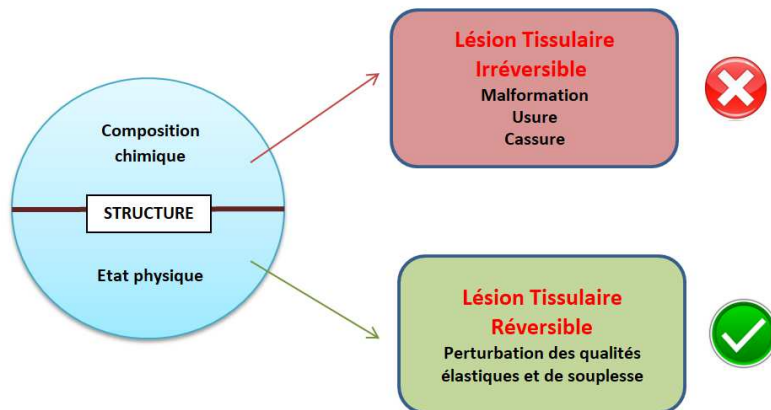 Composition
chimique
STRUCTURE
Etat physique
Lésion Tissulaire
Irréversible
Malformation
Usure
Cassure
Lésion Tissulaire
Réversible
Perturbation des qualités
élastiques et de souplesse